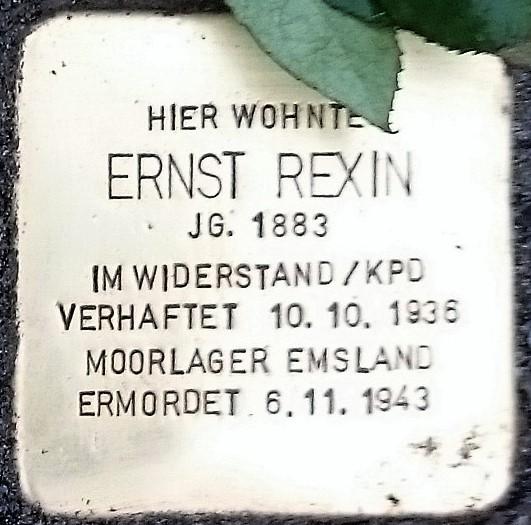 HIER WOHNTE
ERNST REXIN
JG. 1883
IM WIDERSTAND/KPD
VERHAFTET 10.10.1936
MOORLAGER EMSLAND
ERMORDET 6.11.1943